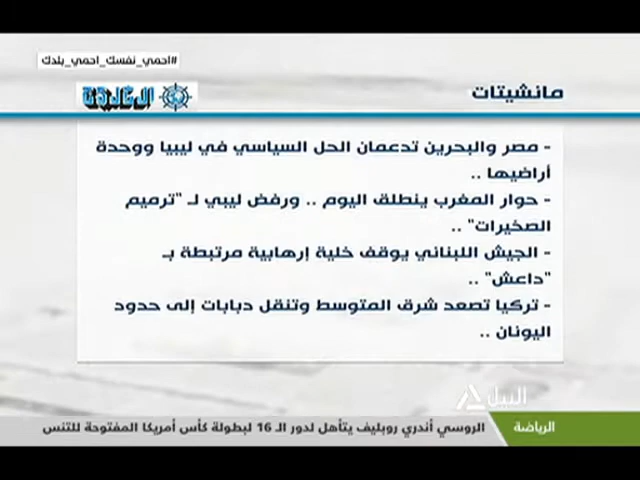 #احمي_نفسك_احمي_بلدك
مانشيتات
- مصر والبحرين تدعمان الحل السياسي في ليبيا ووحدة
أراضيها ..
- حوار المغرب ينطلق اليوم .. ورفض ليبي لـ "ترميم
الصخيرات" ..
- الجيش اللبناني يوقف خلية إرهابية مرتبطة بـ
"داعش" ..
- تركيا تصعد شرق المتوسط وتنقل دبابات إلى حدود
اليونان ..
النيل
الرياضة
الروسي أندري روبليف يتأهل لدور الـ 16 لبطولة كأس أمريكا المفتوحة للتنس